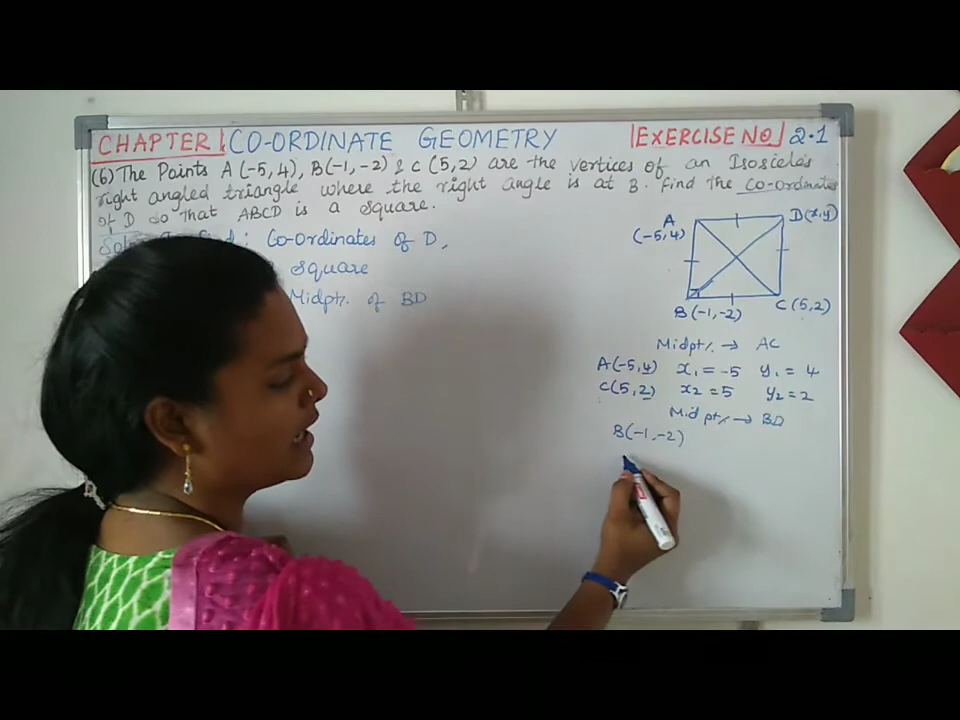 CHAPTER 1 CO-ORDINATE GEOMETRY EXERCISE NO 2.1
(6) The Points A(-5,4), B(-1,-2) & C(5,2) are the vertices of an Isosceles
right angled triangle where the right angle is at B. Find the co-ordinates
of D so that ABCD is a square.
Co-ordinates of D,
Square
Midpt. of BD
A
(-5,4)
D(x,y)
B(-1,-2)
C(5,2)
Midpt. → AC
A(-5,4) x₁ = -5 y₁ = 4
C(5,2) x₂ = 5 y₂ = 2
Midpt. → BD
B(-1,-2)